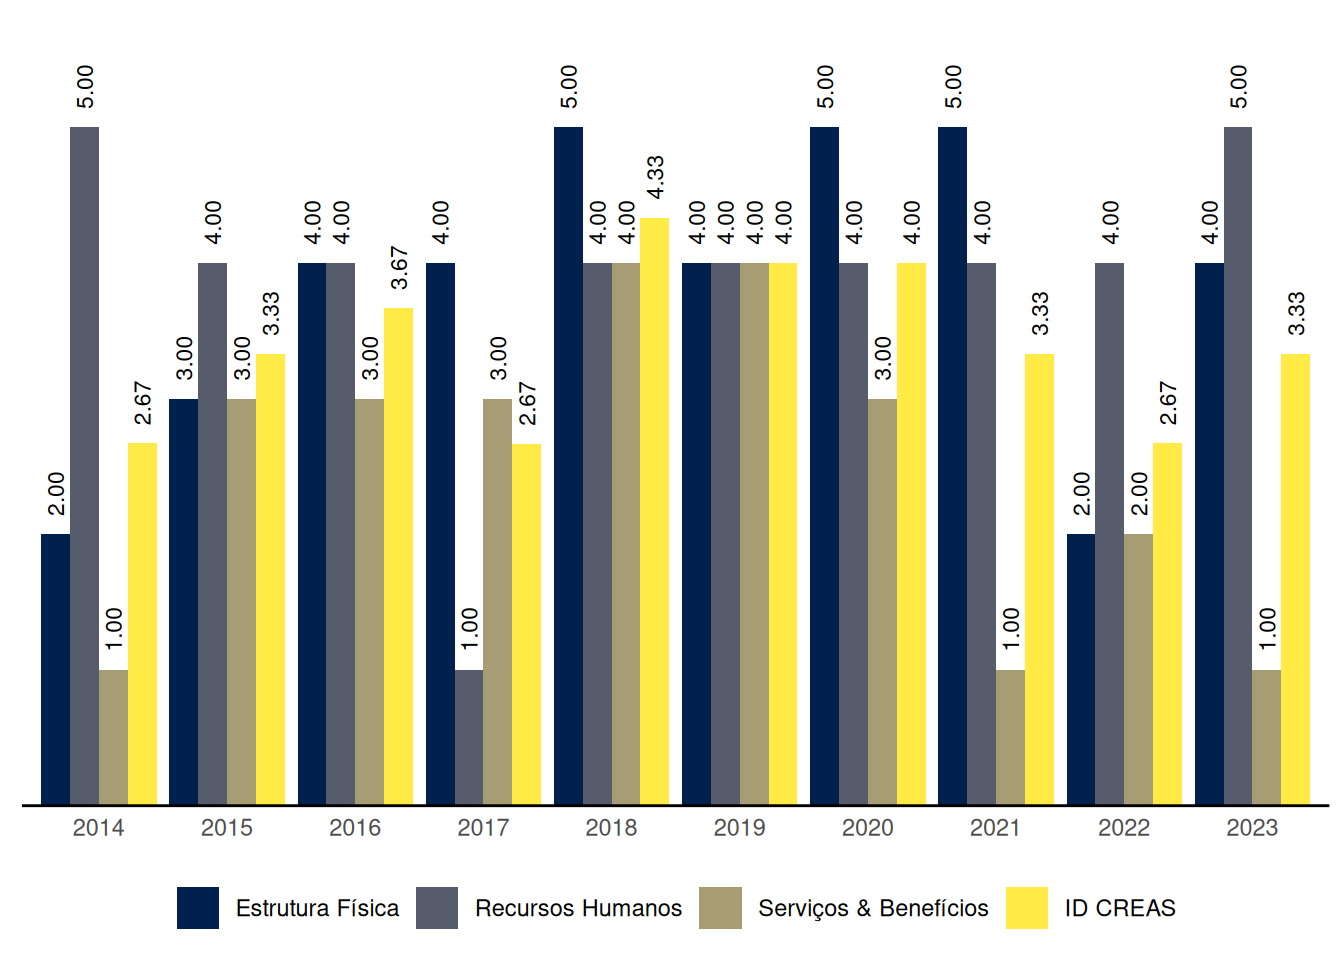 5.00 5.00 5.00 5.00 5.00
4.33
4.00 4.00 4.00 4.00 4.00 4.00 4.00 4.00 4.00 4.00 4.00 4.00 4.00 4.00 4.00
3.67
3.33 3.33 3.33
3.00 3.00 3.00 3.00 3.00
2.67 2.67 2.67
2.00 2.00 2.00
1.00 1.00 1.00 1.00
2014 2015 2016 2017 2018 2019 2020 2021 2022 2023
Estrutura Física Recursos Humanos Serviços & Benefícios ID CREAS